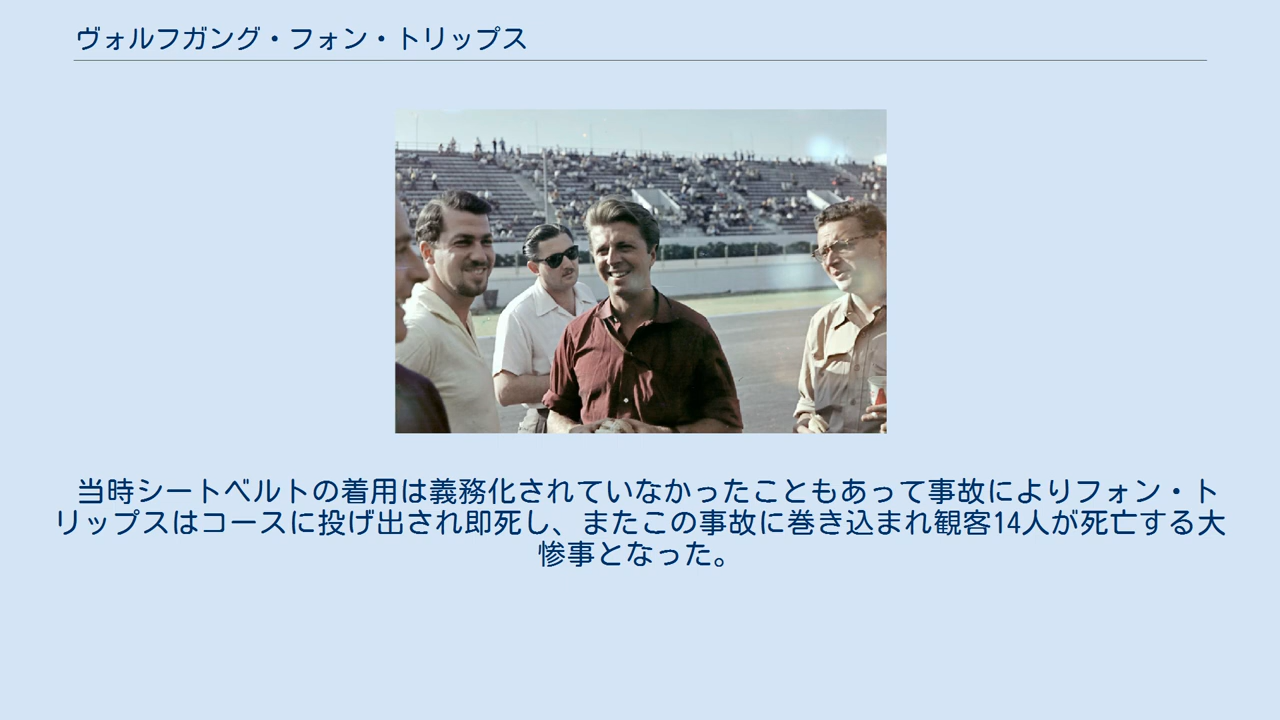 ヴォルフガング・フォン・トリップス
当時シートベルトの着用は義務化されていなかったこともあって事故によりフォン・ト
リップスはコースに投げ出され即死し、またこの事故に巻き込まれ観客14人が死亡する大
惨事となった。